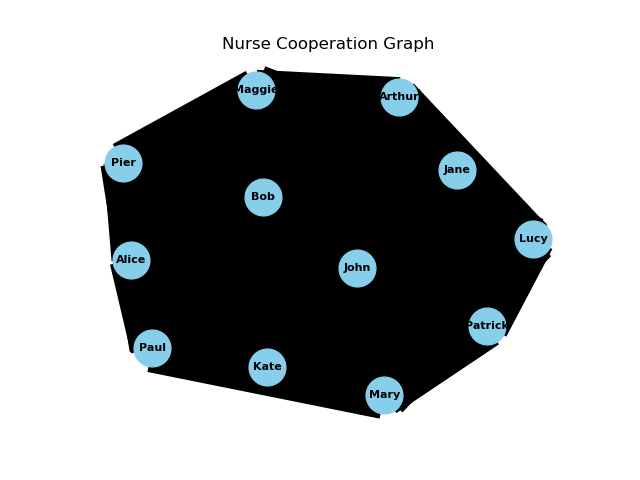 Nurse Cooperation Graph
Maggie
Arthur
Pier
Jane
Bob
Lucy
Alice
John
Patrick
Paul
Kate
Mary